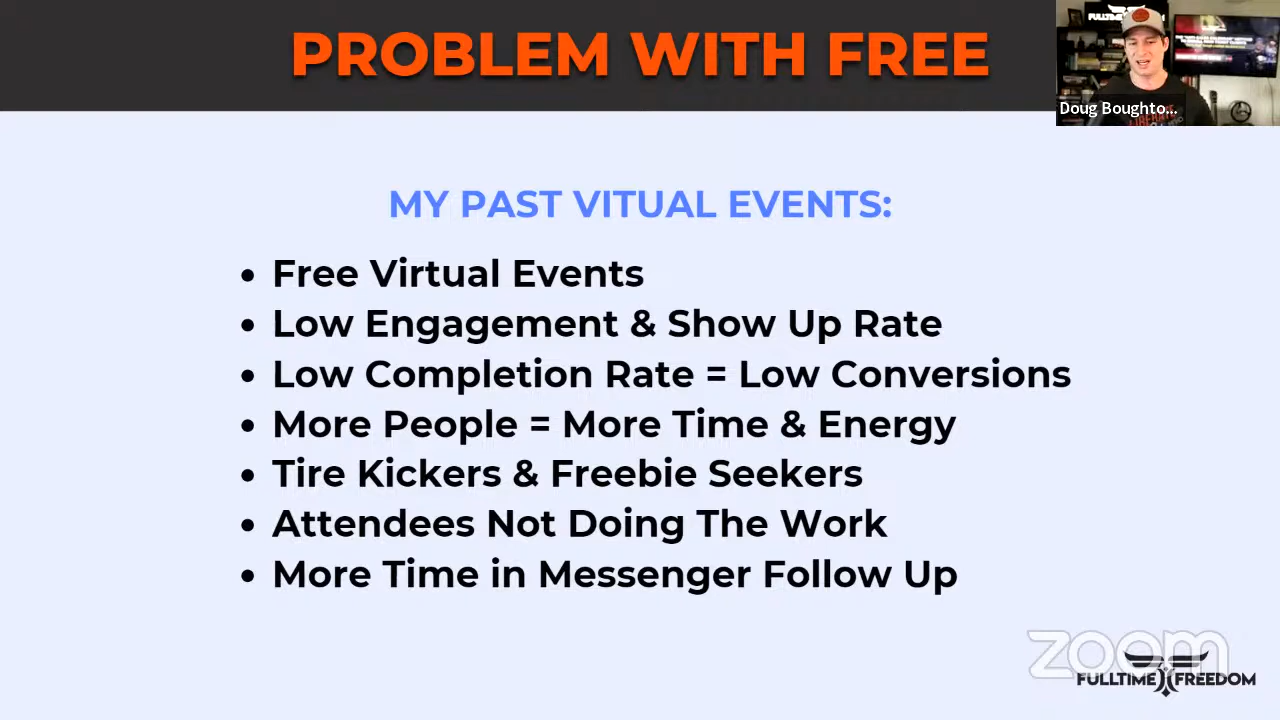 PROBLEM WITH FREE
FULLTIM
Doug Boughto...
MY PAST VITUAL EVENTS:
• Free Virtual Events
• Low Engagement & Show Up Rate
• Low Completion Rate = Low Conversions
• More People = More Time & Energy
• Tire Kickers & Freebie Seekers
• Attendees Not Doing The Work
• More Time in Messenger Follow Up
zoom
FULLTIME FREEDOM